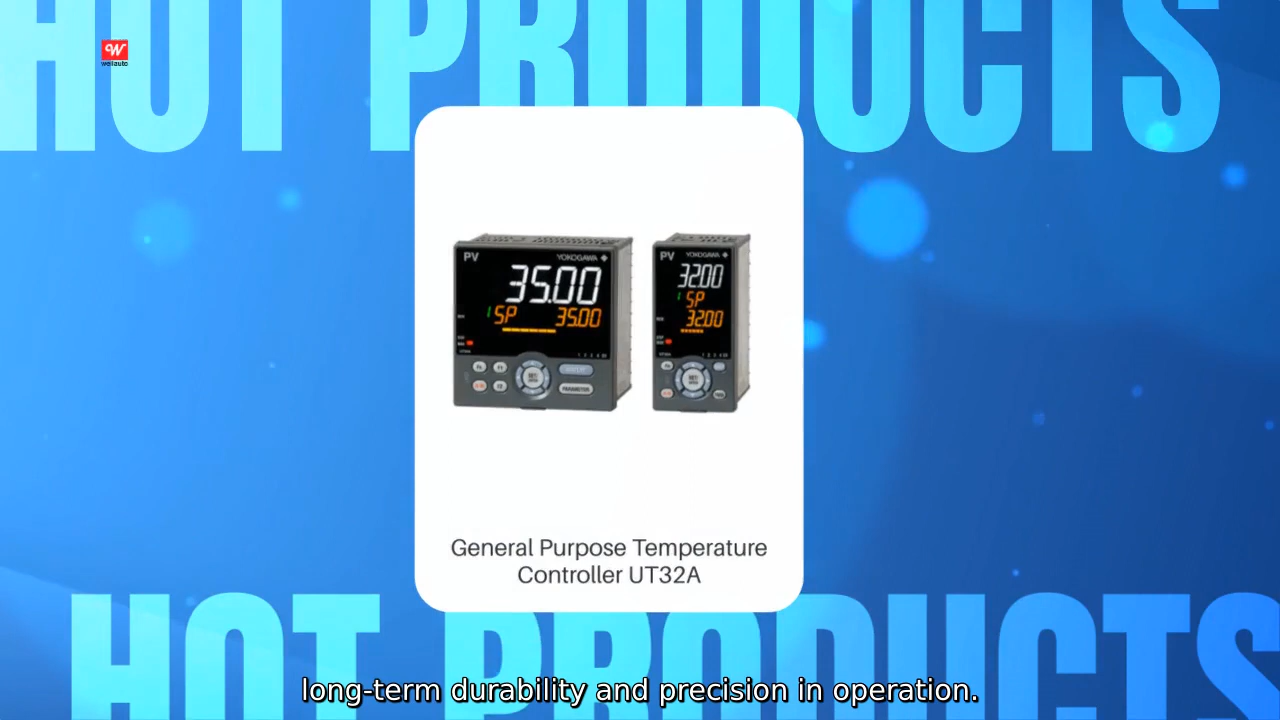 HOT PRODUCTS
W
weilauto
PV YOKOGAWA
35.00
SP 35.00
PARAMETER
PV YOKOGAWA
32.00
SP
32.00
General Purpose Temperature
Controller UT32A
HOT PRODUCTS
long-term durability and precision in operation.